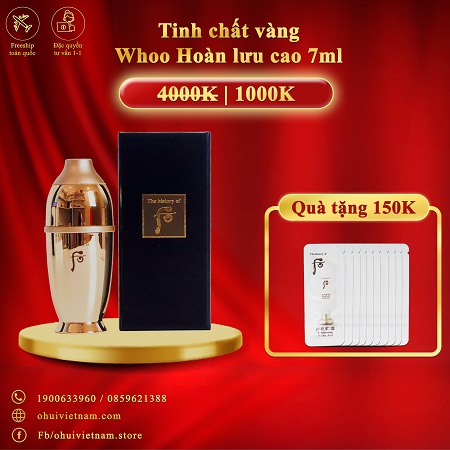 Freeship
toàn quốc
Đặc quyền
tư vấn 1-1
Tinh chất vàng
Whoo Hoàn lưu cao 7ml
4000K | 1000K
The history of
Quà tặng 150K
1900633960 / 0859621388
ohuivietnam.com
Fb/ohuivietnam.store